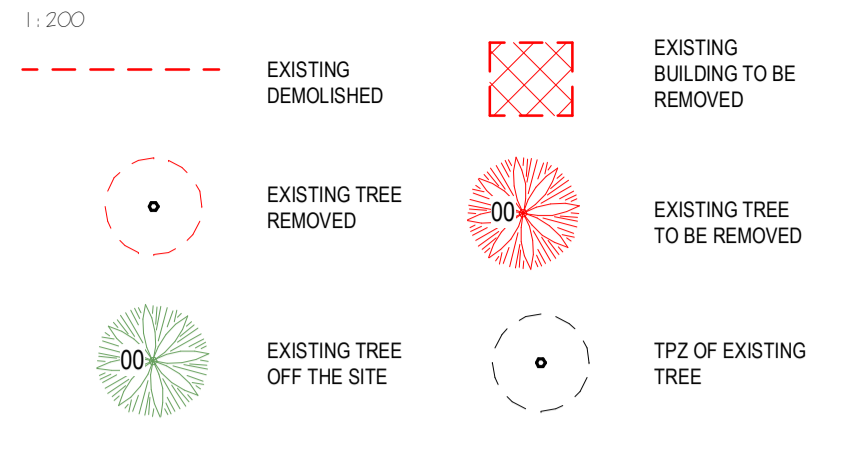 1:200
EXISTING
DEMOLISHED
EXISTING
BUILDING TO BE
REMOVED
EXISTING TREE
REMOVED
00
EXISTING TREE
TO BE REMOVED
00
EXISTING TREE
OFF THE SITE
TPZ OF EXISTING
TREE